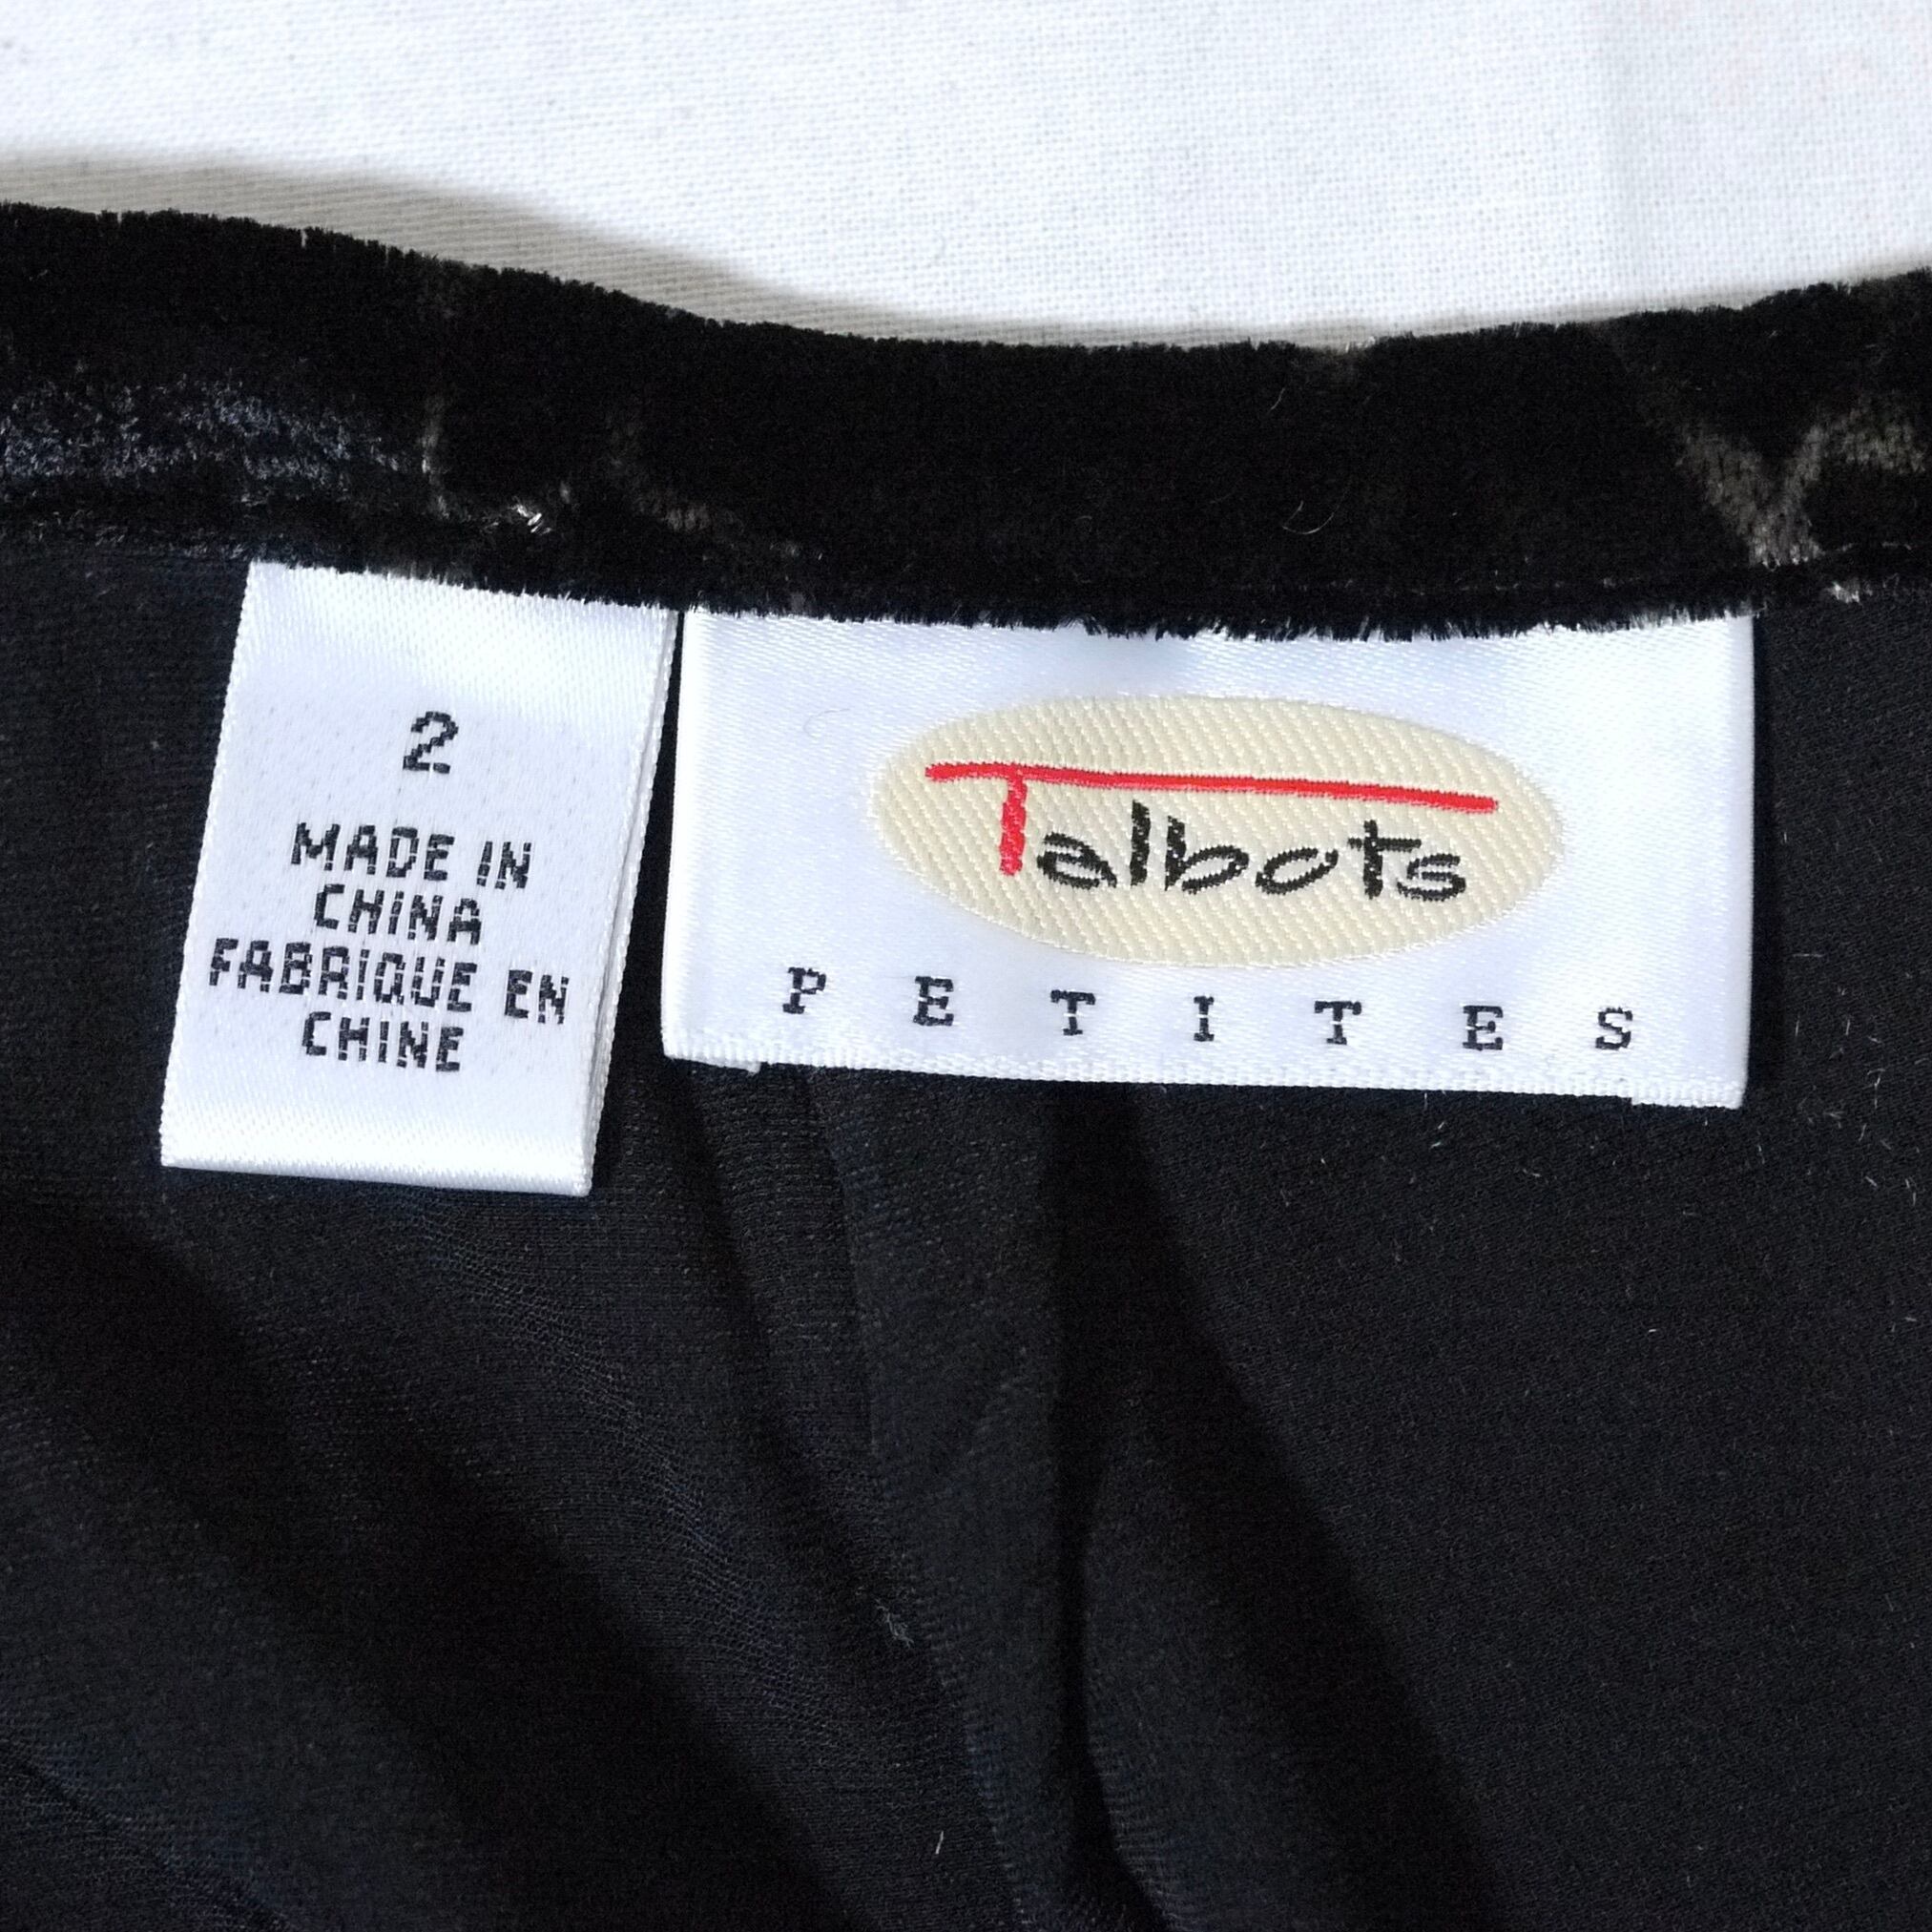 2
MADE IN
CHINA
FABRIQUE EN
CHINE
Talbots
PETITES